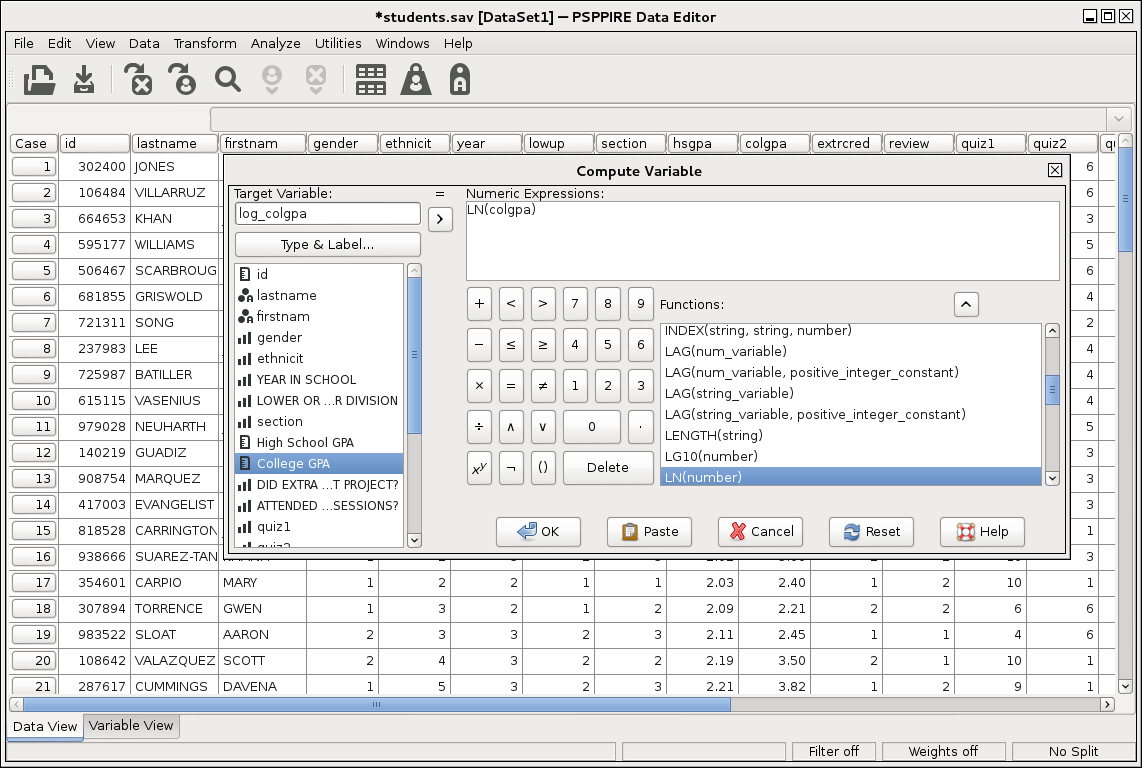 *students.sav [DataSet1] — PSPPIRE Data Editor
File Edit View Data Transform Analyze Utilities Windows Help
Case id lastname firstnam gender ethnicit year lowup section hsgpa colgpa extrcred review quiz1 quiz2
1 302400 JONES 6
2 106484 VILLARRUZ 6
3 664653 KHAN 3
4 595177 WILLIAMS 5
5 506467 SCARBROUG 6
6 681855 GRISWOLD 4
7 721311 SONG 2
8 237983 LEE 4
9 725987 BATILLER 4
10 615115 VASENIUS 4
11 979028 NEUHARTH 5
12 140219 GUADIZ 3
13 908754 MARQUEZ 3
14 417003 EVANGELIST 3
15 818528 CARRINGTON 1
16 938666 SUAREZ-TAN 3
17 354601 CARPIO MARY 1 2 2 1 1 2.03 2.40 1 2 10 1
18 307894 TORRENCE GWEN 1 3 2 1 2 2.09 2.21 2 2 6 6
19 983522 SLOAT AARON 2 3 3 2 3 2.11 2.45 1 1 4 6
20 108642 VALAZQUEZ SCOTT 2 4 3 2 2 2.19 3.50 2 1 10 1
21 287617 CUMMINGS DAVENA 1 5 3 2 3 2.21 3.82 1 2 9 1
Compute Variable
Target Variable:
=
Numeric Expressions:
log_colgpa
LN(colgpa)
Type & Label...
id
lastname
firstnam
gender
ethnicit
YEAR IN SCHOOL
LOWER OR ...R DIVISION
section
High School GPA
College GPA
DID EXTRA ...T PROJECT?
ATTENDED ...SESSIONS?
quiz1
+ < > 7 8 9
− ≤ ≥ 4 5 6
× = ≠ 1 2 3
÷ ∧ ∨ 0 ·
xʸ ¬ () Delete
Functions:
INDEX(string, string, number)
LAG(num_variable)
LAG(num_variable, positive_integer_constant)
LAG(string_variable)
LAG(string_variable, positive_integer_constant)
LENGTH(string)
LG10(number)
LN(number)
OK Paste Cancel Reset Help
Data View Variable View
Filter off Weights off No Split